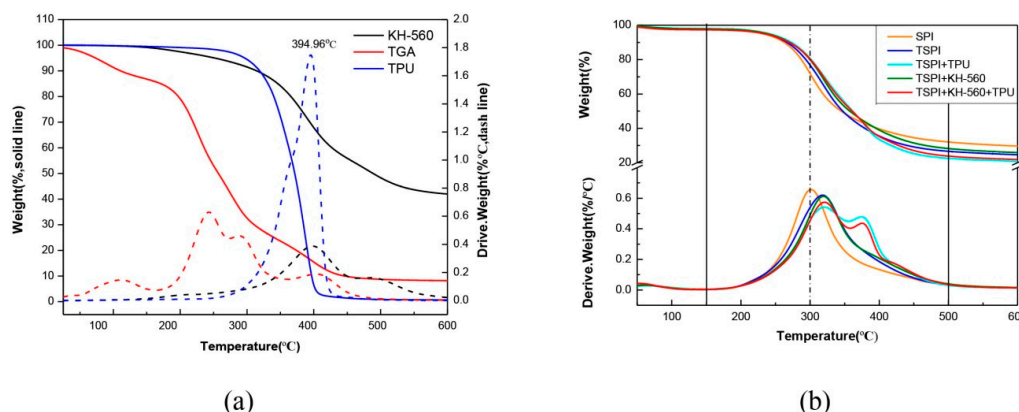 110
100
90
80
70
60
50
40
30
20
10
0
Weight(%,solid line)
394.96°C
KH-560
TGA
TPU
2.0
1.8
1.6
1.4
1.2
1.0
0.8
0.6
0.4
0.2
0.0
Drive.Weight(%°C,dash line)
100 200 300 400 500 600
Temperature(°C)
(a)
100
80
60
40
20
Weight(%)
SPI
TSPI
TSPI+TPU
TSPI+KH-560
TSPI+KH-560+TPU
0.6
0.4
0.2
0.0
Derive.Weight(%/°C)
100 200 300 400 500 600
Temperature(°C)
(b)